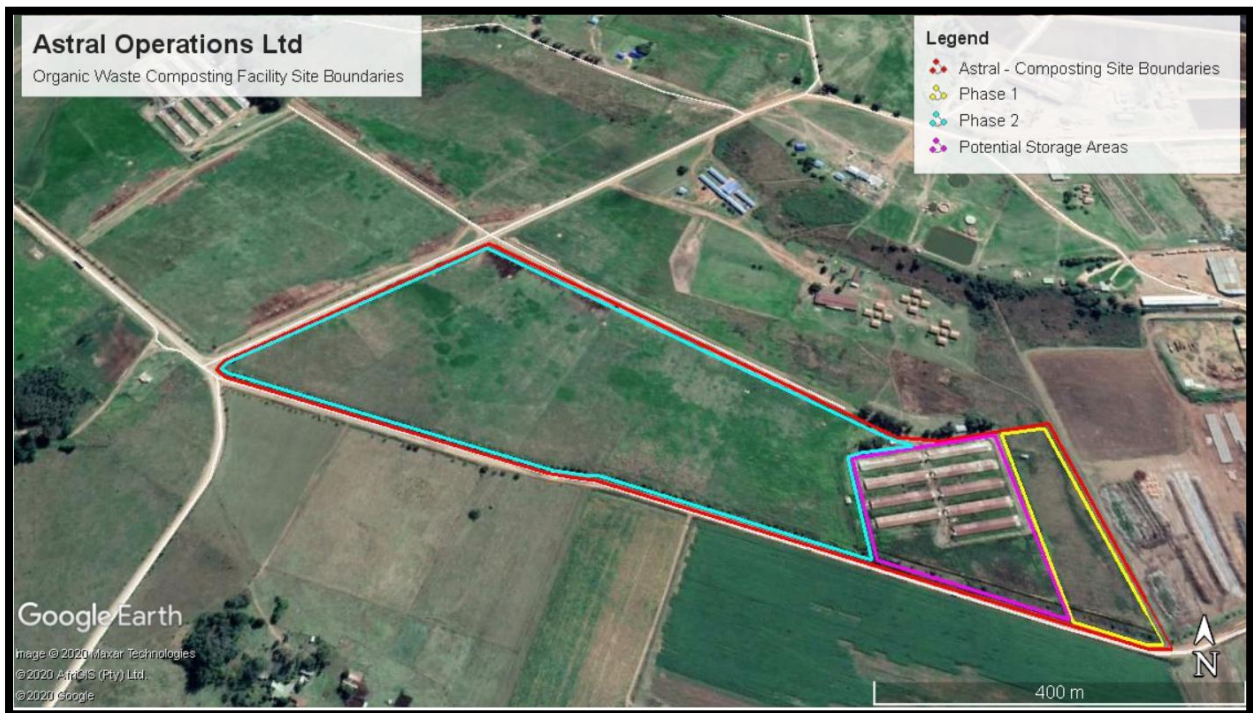 Astral Operations Ltd
Organic Waste Composting Facility Site Boundaries
Legend
Astral - Composting Site Boundaries
Phase 1
Phase 2
Potential Storage Areas
Google Earth
Image © 2020 Maxar Technologies
©2020 AfriGIS (Pty) Ltd.
©2020 Google
N
400 m